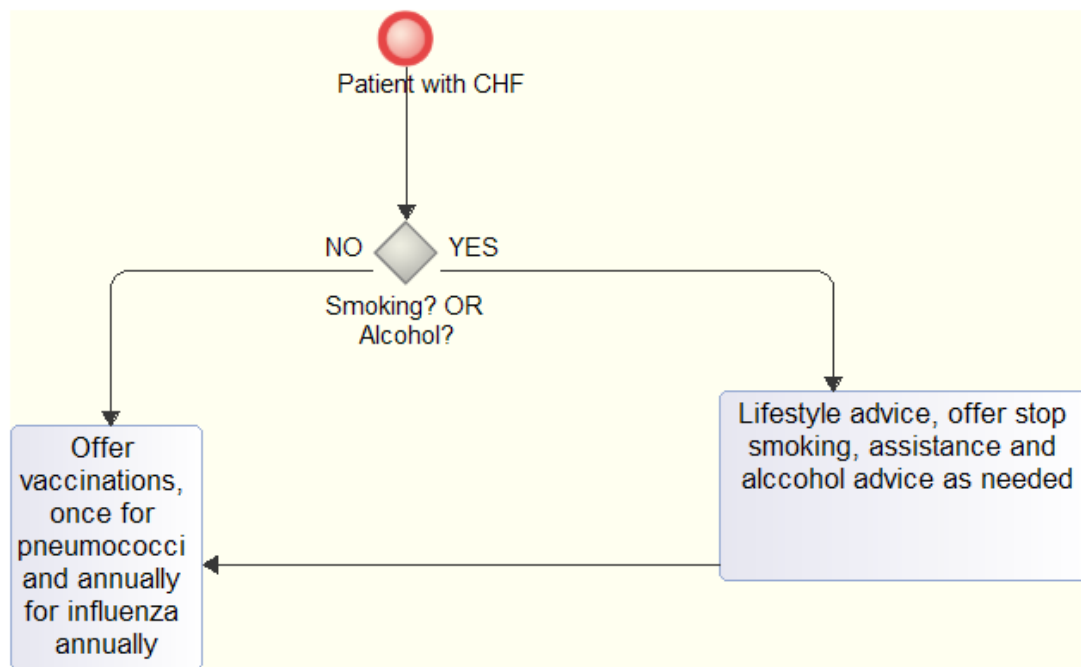 Patient with CHF
NO
YES
Smoking? OR
Alcohol?
Lifestyle advice, offer stop
smoking, assistance and
alccohol advice as needed
Offer
vaccinations,
once for
pneumococci
and annually
for influenza
annually